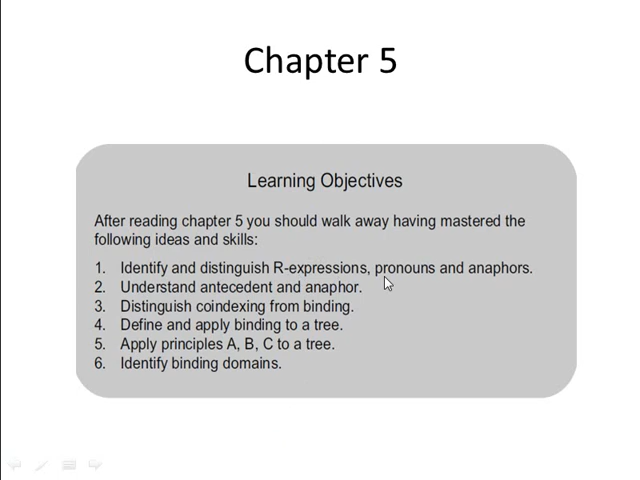 Chapter 5
Learning Objectives
After reading chapter 5 you should walk away having mastered the
following ideas and skills:
1. Identify and distinguish R-expressions, pronouns and anaphors.
2. Understand antecedent and anaphor.
3. Distinguish coindexing from binding.
4. Define and apply binding to a tree.
5. Apply principles A, B, C to a tree.
6. Identify binding domains.